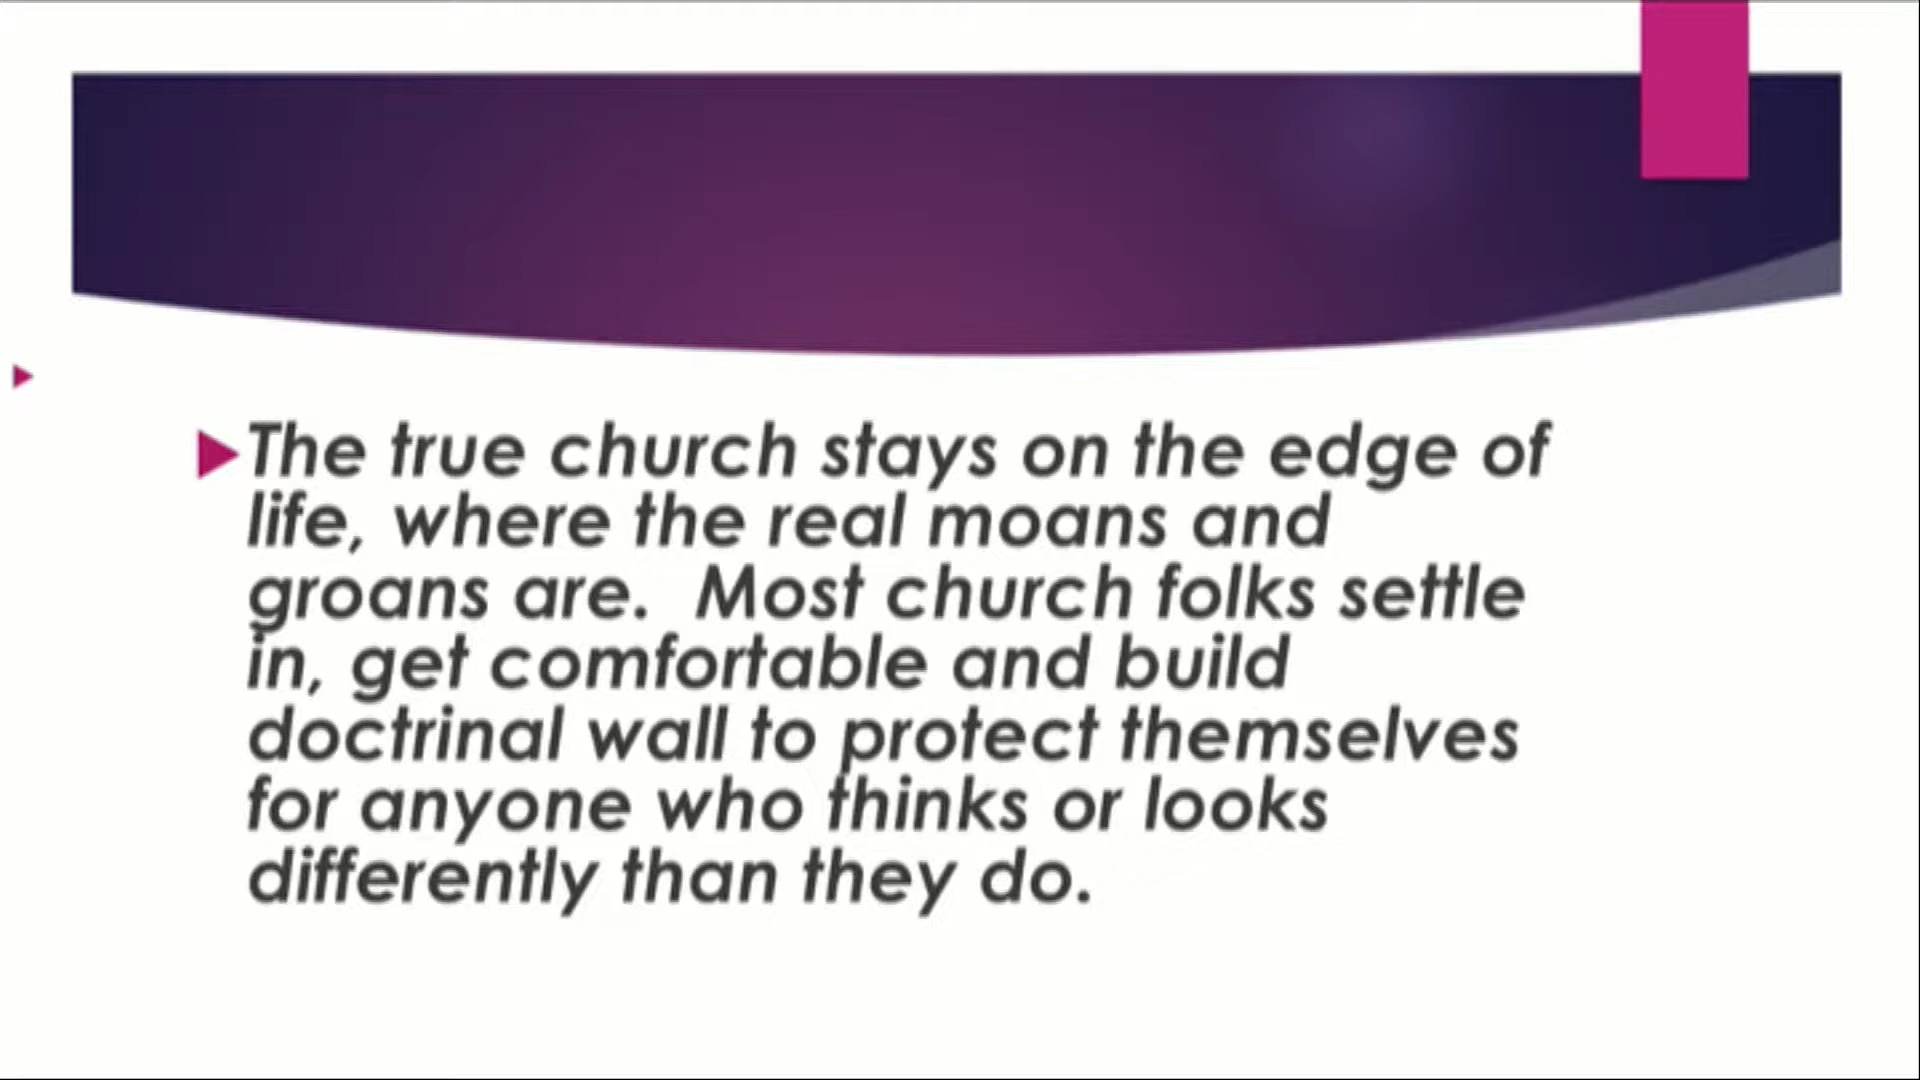 The true church stays on the edge of
life, where the real moans and
groans are.  Most church folks settle
in, get comfortable and build
doctrinal wall to protect themselves
for anyone who thinks or looks
differently than they do.